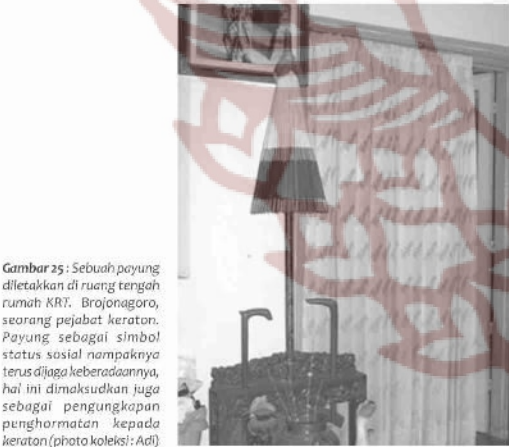 Gambar 25 : Sebuah payung
diletakkan di ruang tengah
rumah KRT. Brojonagoro,
seorang pejabat keraton.
Payung sebagai simbol
status sosial nampaknya
terus dijaga keberadaannya,
hal ini dimaksudkan juga
sebagai pengungkapan
penghormatan kepada
keraton (photo koleksi : Adi)